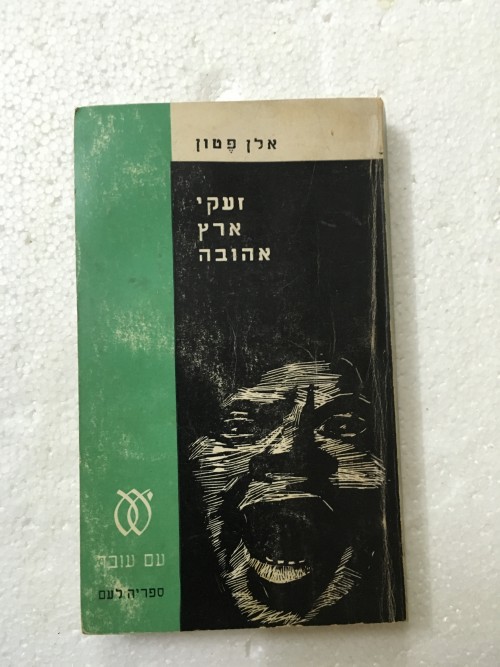 אלן פֶּטון
זעקי
ארץ
אהובה
עם עובד
ספריה לעם